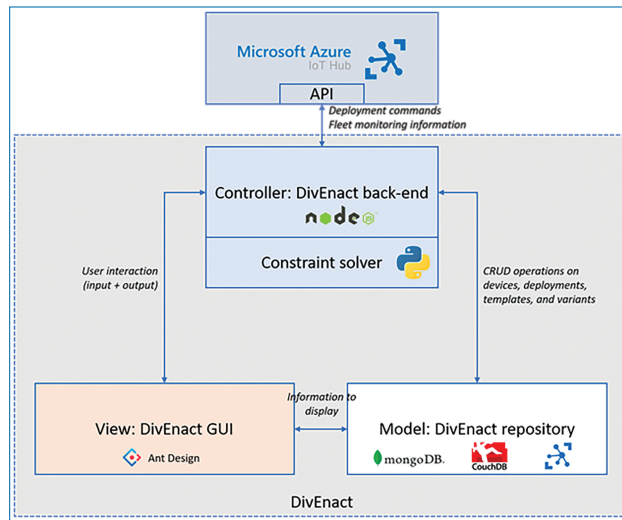 Microsoft Azure
IoT Hub
API
Deployment commands
Fleet monitoring information
Controller: DivEnact back-end
node
JS
Constraint solver
User interaction
(input + output)
CRUD operations on
devices, deployments,
templates, and variants
Information to
display
View: DivEnact GUI
Ant Design
Model: DivEnact repository
mongoDB.
CouchDB
DivEnact